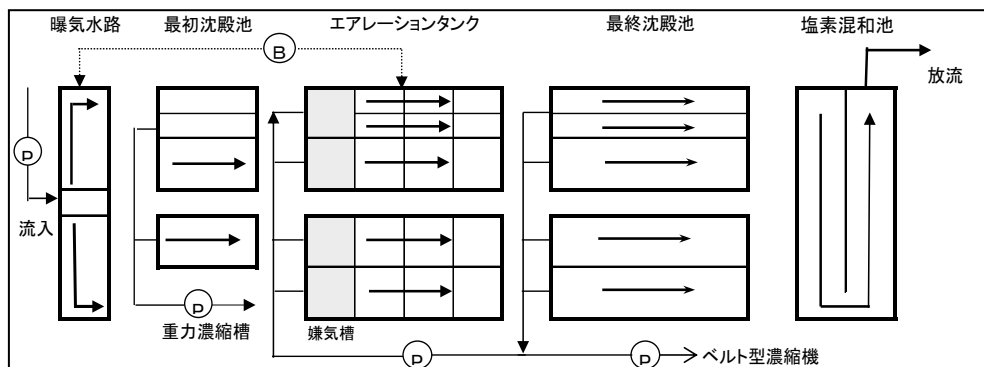 曝気水路 最初沈殿池 エアレーションタンク 最終沈殿池 塩素混和池
B
放流
P
流入
P
重力濃縮槽
嫌気槽
P
P
ベルト型濃縮機